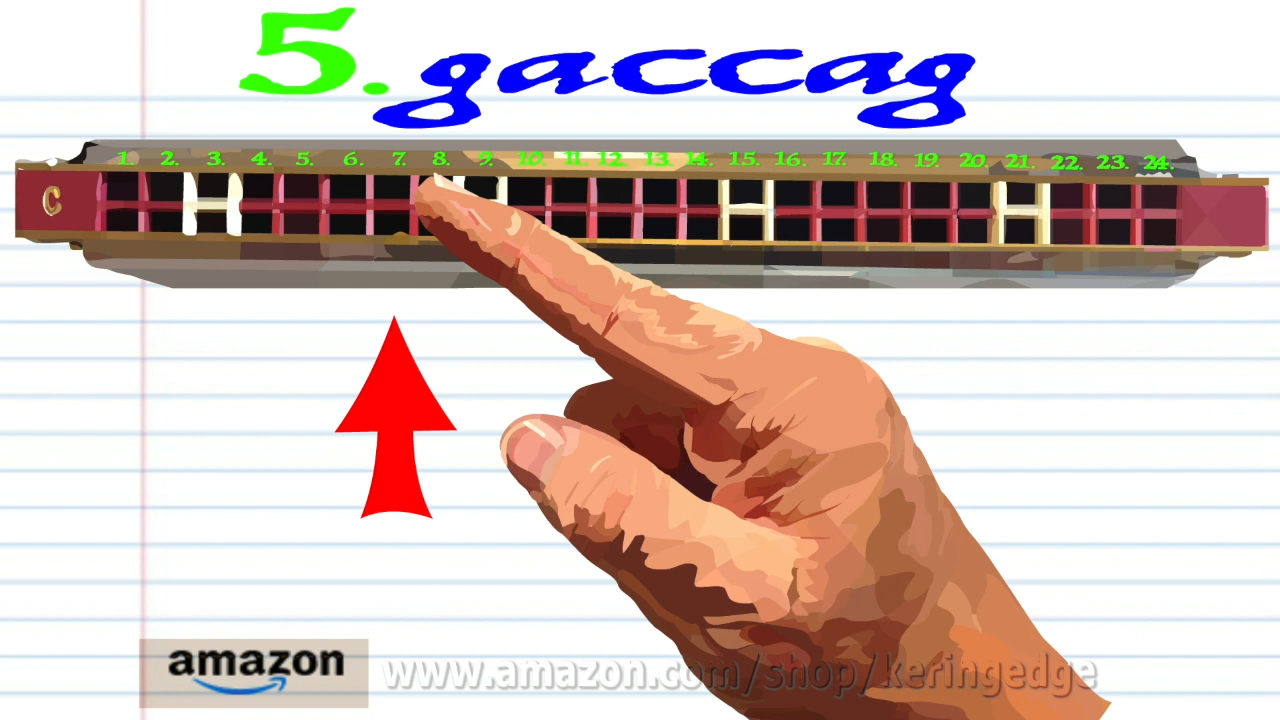 5. gaccag
1. 2. 3. 4. 5. 6. 7. 8. 9. 10. 11. 12. 13. 14. 15. 16. 17. 18. 19. 20. 21. 22. 23. 24.
C
amazon www.amazon.com/shop/keringedge